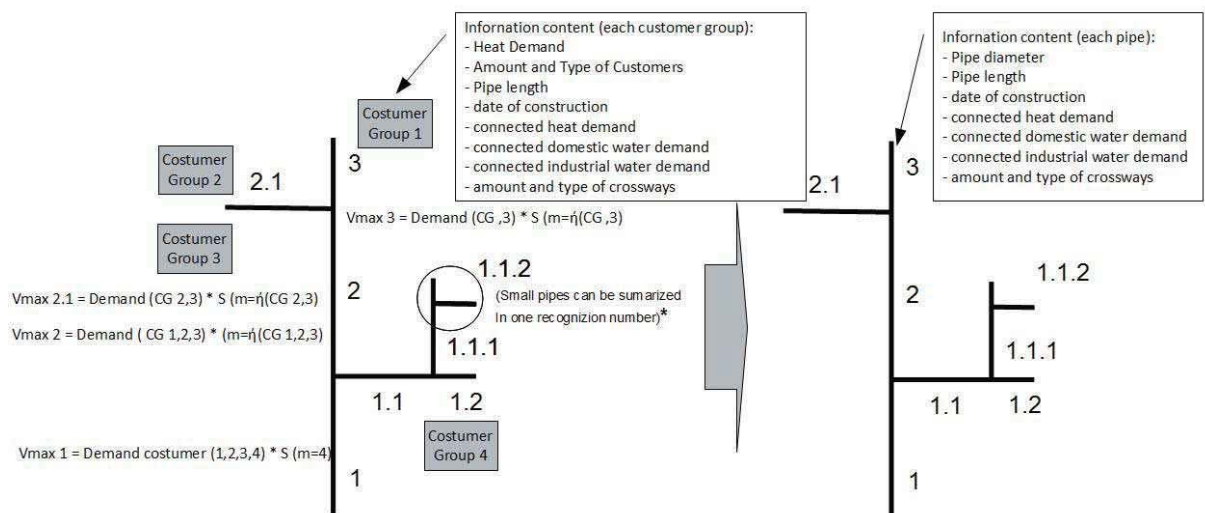 Infornation content (each customer group):
- Heat Demand
- Amount and Type of Customers
- Pipe length
- date of construction
- connected heat demand
- connected domestic water demand
- connected industrial water demand
- amount and type of crossways
Costumer
Group 1
Costumer
Group 2
2.1
3
Costumer
Group 3
Vmax 3 = Demand (CG ,3) * S (m=ή(CG ,3)
Vmax 2.1 = Demand (CG 2,3) * S (m=ή(CG 2,3)
2
1.1.2
(Small pipes can be sumarized
In one recognizion number)*
Vmax 2 = Demand ( CG 1,2,3) * (m=ή(CG 1,2,3)
1.1.1
1.1
1.2
Costumer
Group 4
Vmax 1 = Demand costumer (1,2,3,4) * S (m=4)
1
Infornation content (each pipe):
- Pipe diameter
- Pipe length
- date of construction
- connected heat demand
- connected domestic water demand
- connected industrial water demand
- amount and type of crossways
2.1
3
2
1.1.2
1.1.1
1.1
1.2
1